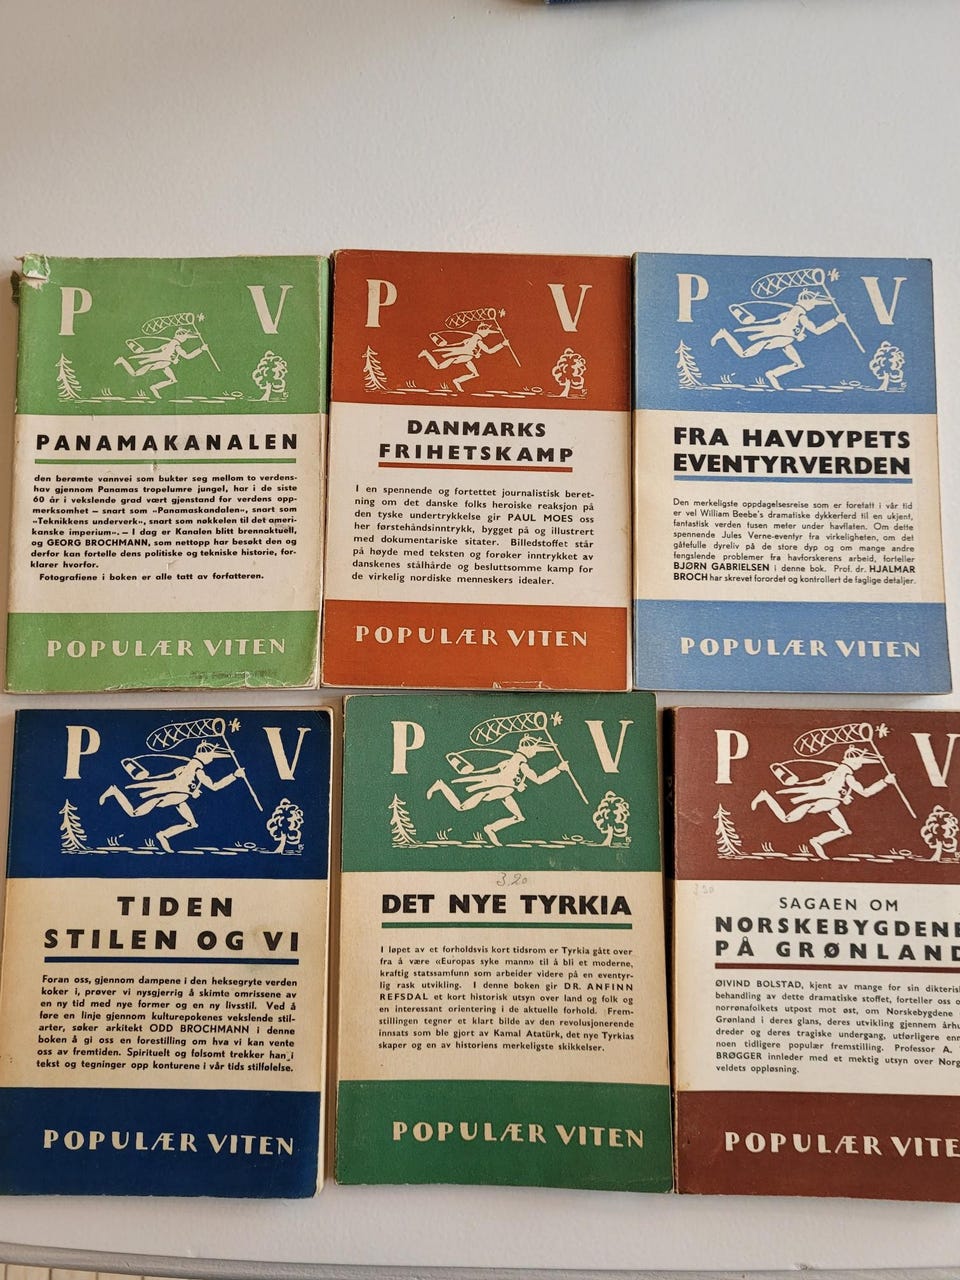 P V
PANAMAKANALEN
den berømte vannvei som bukter seg mellom to verdens-
hav gjennom Panamas tropelumre jungel, har i de siste
60 år i vekslende grad vært gjenstand for verdens opp-
merksomhet – snart som «Panamaskandalen», snart som
«Teknikkens underverk», snart som nøkkelen til det ameri-
kanske imperium». – I dag er Kanalen blitt brennaktuell,
og GEORG BROCHMANN, som nettopp har besøkt den og
derfor kan fortelle dens politiske og tekniske historie, for-
klarer hvorfor.
Fotografiene i boken er alle tatt av forfatteren.
POPULÆR VITEN
P V
DANMARKS
FRIHETSKAMP
I en spennende og fortettet journalistisk beret-
ning om det danske folks heroiske reaksjon på
den tyske undertrykkelse gir PAUL MOES oss
her førstehåndsinntrykk, bygget på og illustrert
med dokumentariske sitater. Billedstoffet står
på høyde med teksten og forøker inntrykket av
danskenes stålhårde og besluttsomme kamp for
de virkelig nordiske menneskers idealer.
POPULÆR VITEN
P V
FRA HAVDYPETS
EVENTYRVERDEN
Den merkeligste oppdagelsesreise som er foretatt i vår tid
er vel William Beebe's dramatiske dykkerferd til en ukjent,
fantastisk verden tusen meter under havflaten. Om dette
spennende Jules Verne-eventyr fra virkeligheten, om det
gåtefulle dyreliv på de store dyp og om mange andre
fengslende problemer fra havforskerens arbeid, forteller
BJØRN GABRIELSEN i denne bok. Prof. dr. HJALMAR
BROCH har skrevet forordet og kontrollert de faglige detaljer.
POPULÆR VITEN
P V
TIDEN
STILEN OG VI
Foran oss, gjennom dampene i den heksegryte verden
koker i, prøver vi nysgjerrig å skimte omrissene av
en ny tid med nye former og en ny livsstil. Ved å
føre en linje gjennom kulturepokenes vekslende stil-
arter, søker arkitekt ODD BROCHMANN i denne
boken å gi oss en forestilling om hva vi kan vente
oss av fremtiden. Spirituelt og følsomt trekker han i
tekst og tegninger opp konturene i vår tids stilfølelse.
POPULÆR VITEN
P V
3,20
DET NYE TYRKIA
I løpet av et forholdsvis kort tidsrom er Tyrkia gått over
fra å være «Europas syke mann» til å bli et moderne,
kraftig statssamfunn som arbeider videre på en eventyr-
lig rask utvikling. I denne boken gir DR. ANFINN
REFSDAL et kort historisk utsyn over land og folk og
en interessant orientering i de aktuelle forhold. Frem-
stillingen tegner et klart bilde av den revolusjonerende
innsats som ble gjort av Kamal Atatürk, det nye Tyrkias
skaper og en av historiens merkeligste skikkelser.
POPULÆR VITEN
P V
SAGAEN OM
NORSKEBYGDENE
PÅ GRØNLAND
ØIVIND BOLSTAD, kjent av mange for sin dikterisk
behandling av dette dramatiske stoffet, forteller oss o
norrønafolkets utpost mot øst, om Norskebygdene
Grønland i deres glans, deres utvikling gjennem århu
dreder og deres tragiske undergang, utførligere enn
noen tidligere populær fremstilling. Professor A.
BRØGGER innleder med et mektig utsyn over Norg
veldets oppløsning.
POPULÆR VITE